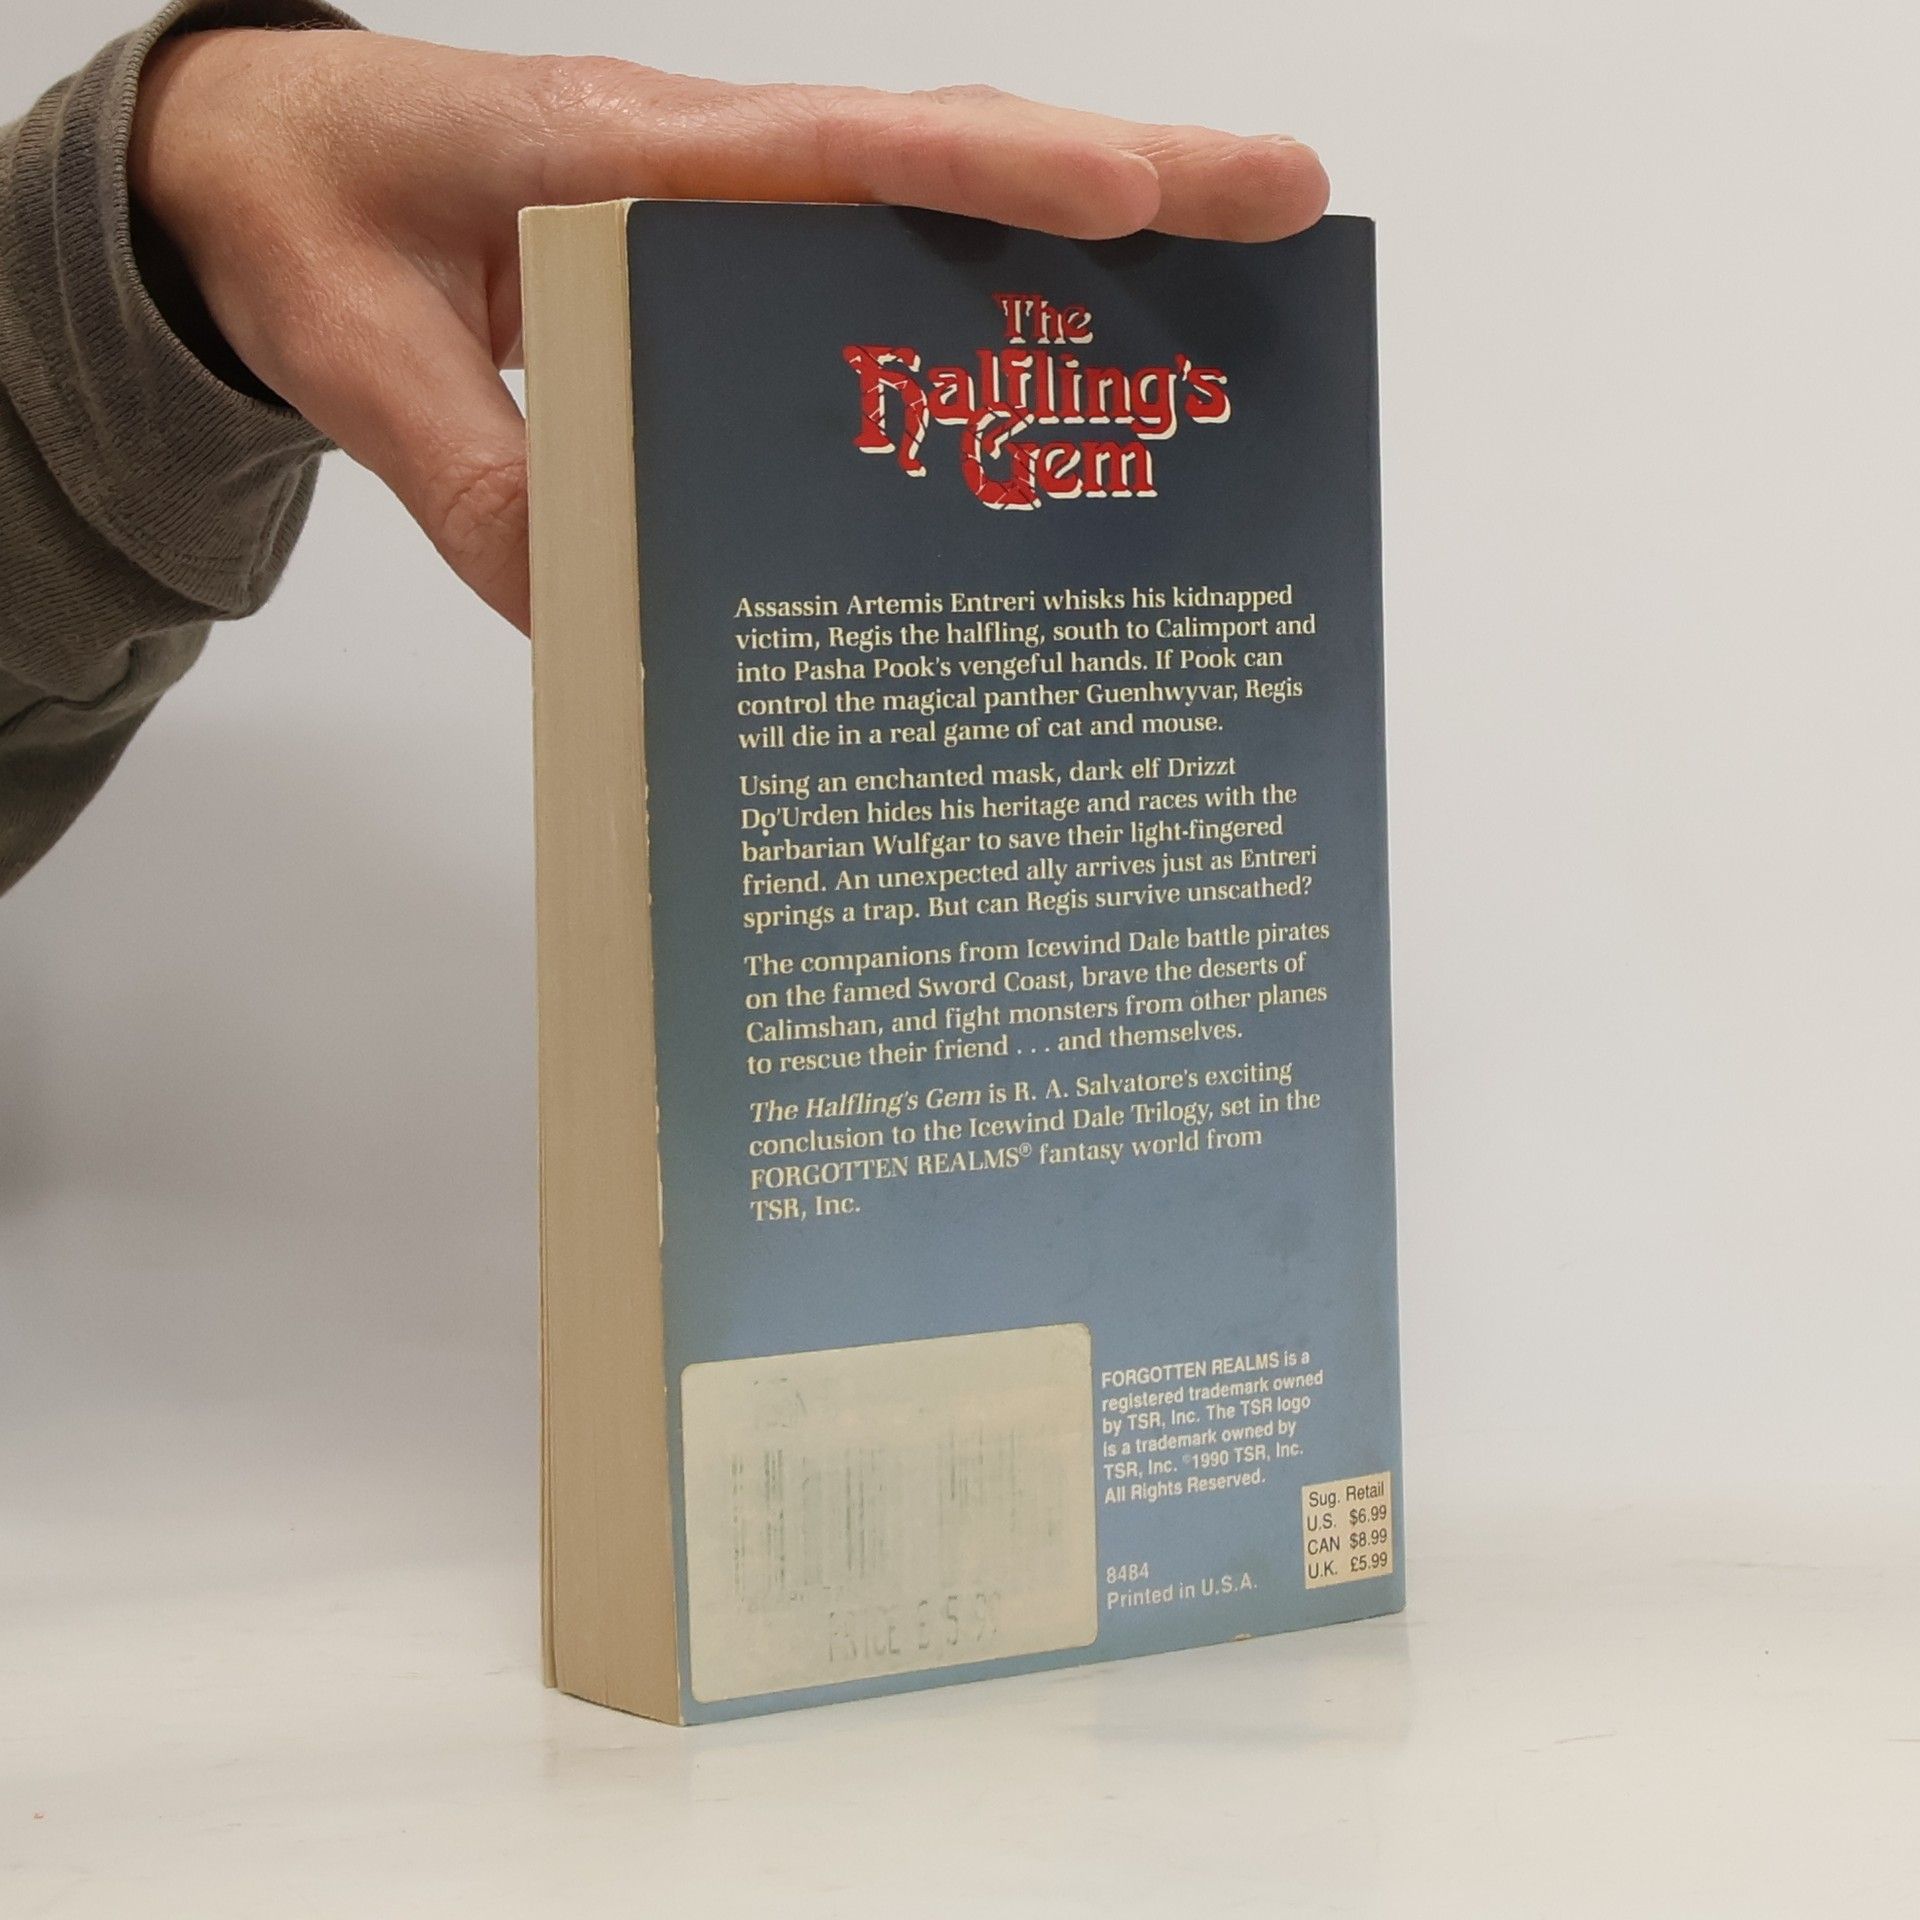 The
Halfling's
Gem
Assassin Artemis Entreri whisks his kidnapped
victim, Regis the halfling, south to Calimport and
into Pasha Pook's vengeful hands. If Pook can
control the magical panther Guenhwyvar, Regis
will die in a real game of cat and mouse.
Using an enchanted mask, dark elf Drizzt
Do'Urden hides his heritage and races with the
barbarian Wulfgar to save their light-fingered
friend. An unexpected ally arrives just as Entreri
springs a trap. But can Regis survive unscathed?
The companions from Icewind Dale battle pirates
on the famed Sword Coast, brave the deserts of
Calimshan, and fight monsters from other planes
to rescue their friend . . . and themselves.
The Halfling's Gem is R. A. Salvatore's exciting
conclusion to the Icewind Dale Trilogy, set in the
FORGOTTEN REALMS® fantasy world from
TSR, Inc.
FORGOTTEN REALMS is a
registered trademark owned
by TSR, Inc. The TSR logo
is a trademark owned by
TSR, Inc. ©1990 TSR, Inc.
All Rights Reserved.
8484
Printed in U.S.A.
Sug. Retail
U.S. $6.99
CAN $8.99
U.K. £5.99
PRICE £5.99